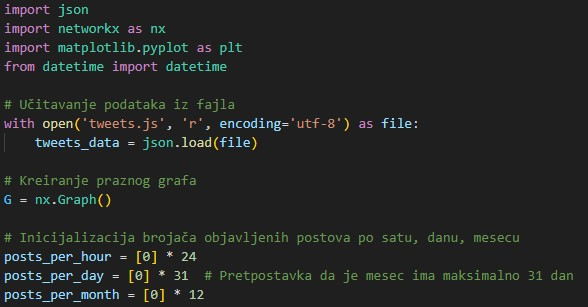 import json
import networkx as nx
import matplotlib.pyplot as plt
from datetime import datetime
# Učitavanje podataka iz fajla
with open('tweets.js', 'r', encoding='utf-8') as file:
    tweets_data = json.load(file)
# Kreiranje praznog grafa
G = nx.Graph()
# Inicijalizacija brojača objavljenih postova po satu, danu, mesecu
posts_per_hour = [0] * 24
posts_per_day = [0] * 31  # Pretpostavka da je mesec ima maksimalno 31 dan
posts_per_month = [0] * 12